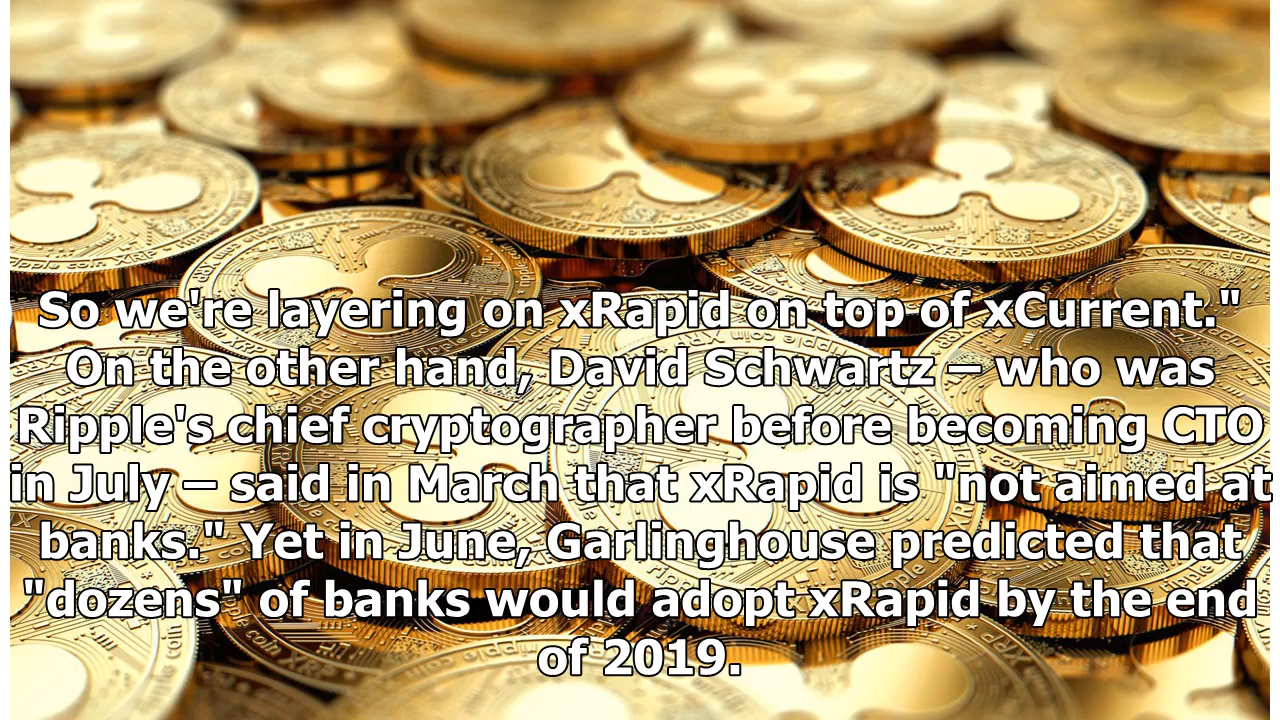 So we're layering on xRapid on top of xCurrent."
On the other hand, David Schwartz – who was
Ripple's chief cryptographer before becoming CTO
in July – said in March that xRapid is "not aimed at
banks." Yet in June, Garlinghouse predicted that
"dozens" of banks would adopt xRapid by the end
of 2019.